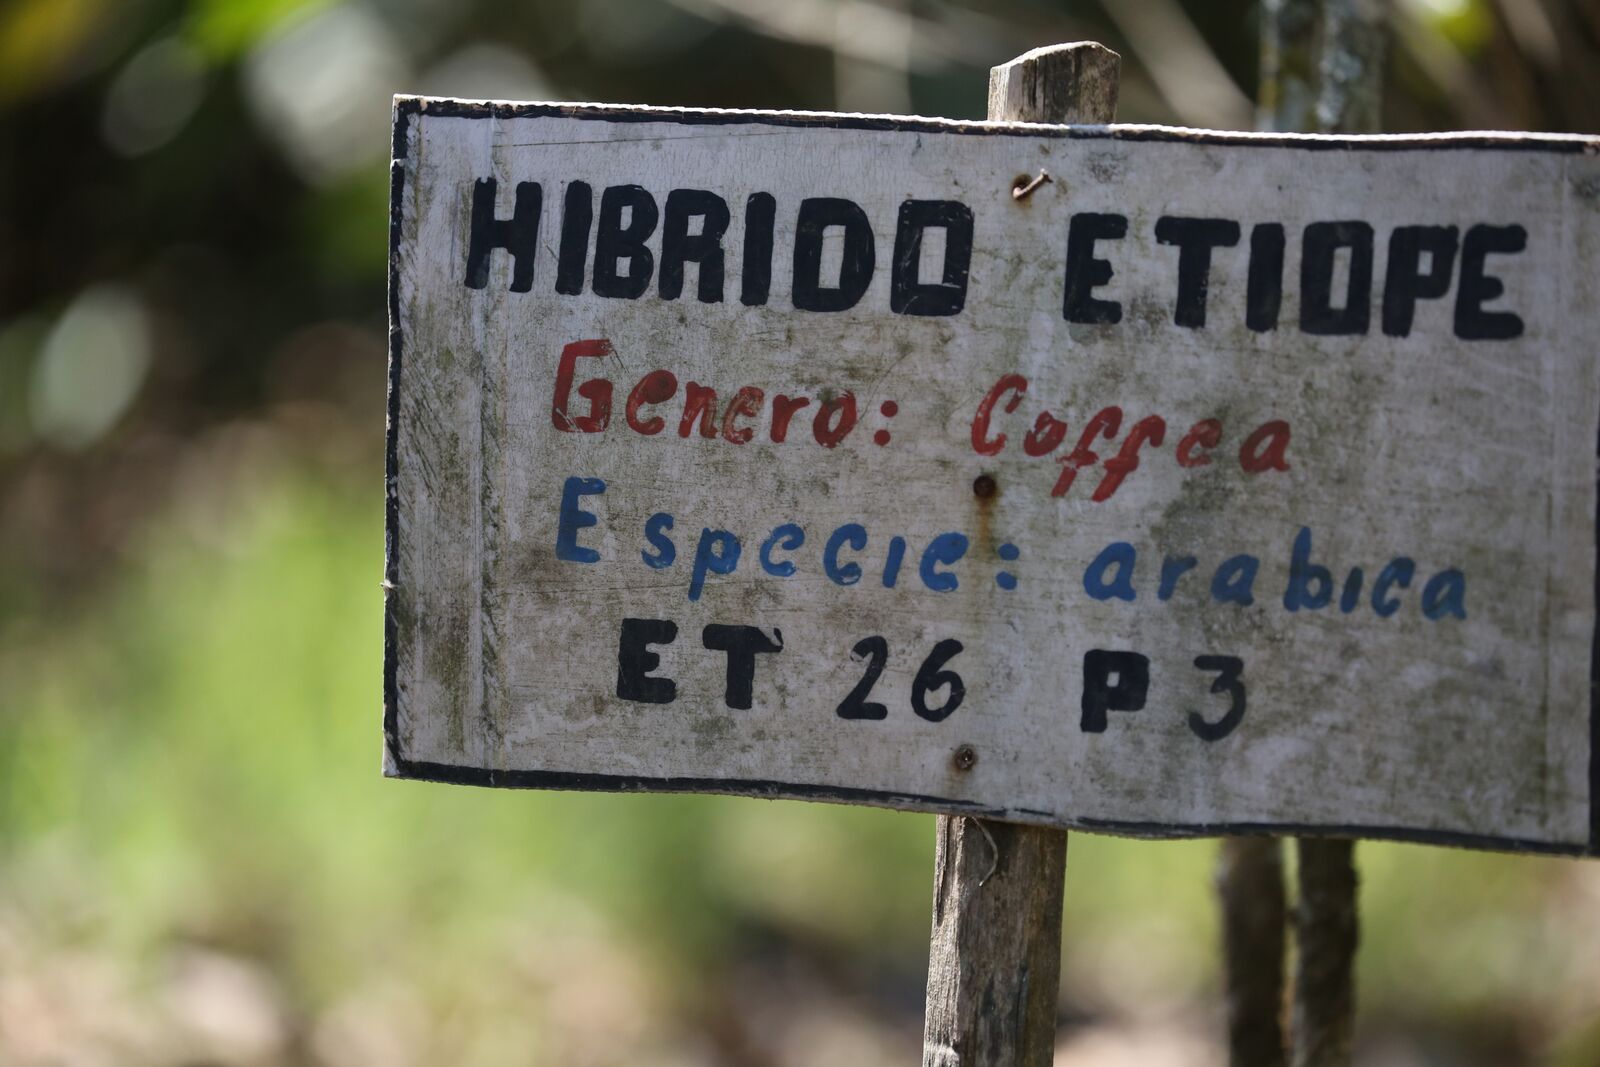 HIBRIDO ETIOPE
Genero: Coffea
Especie: arabica
ET 26 P3